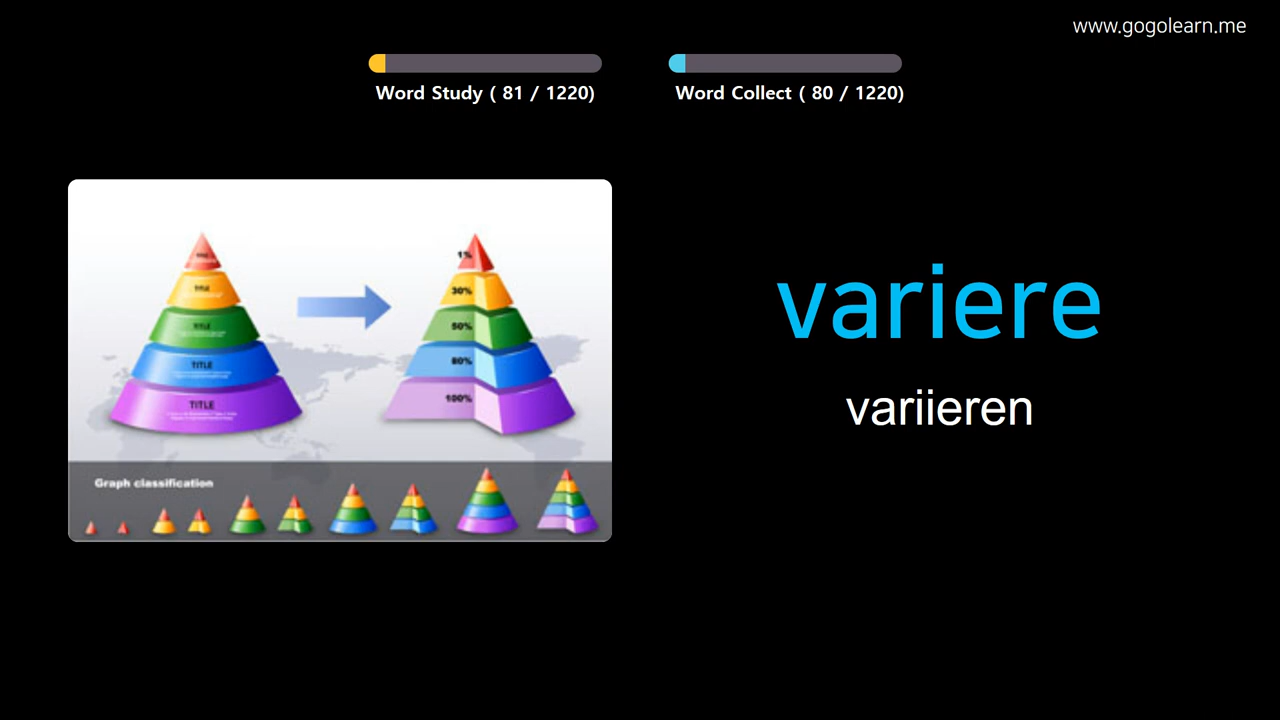 www.gogolearn.me
Word Study ( 81 / 1220)
Word Collect ( 80 / 1220)
variere
variieren
TITLE
TITLE
TITLE
TITLE
1%
30%
50%
80%
100%
Graph classification